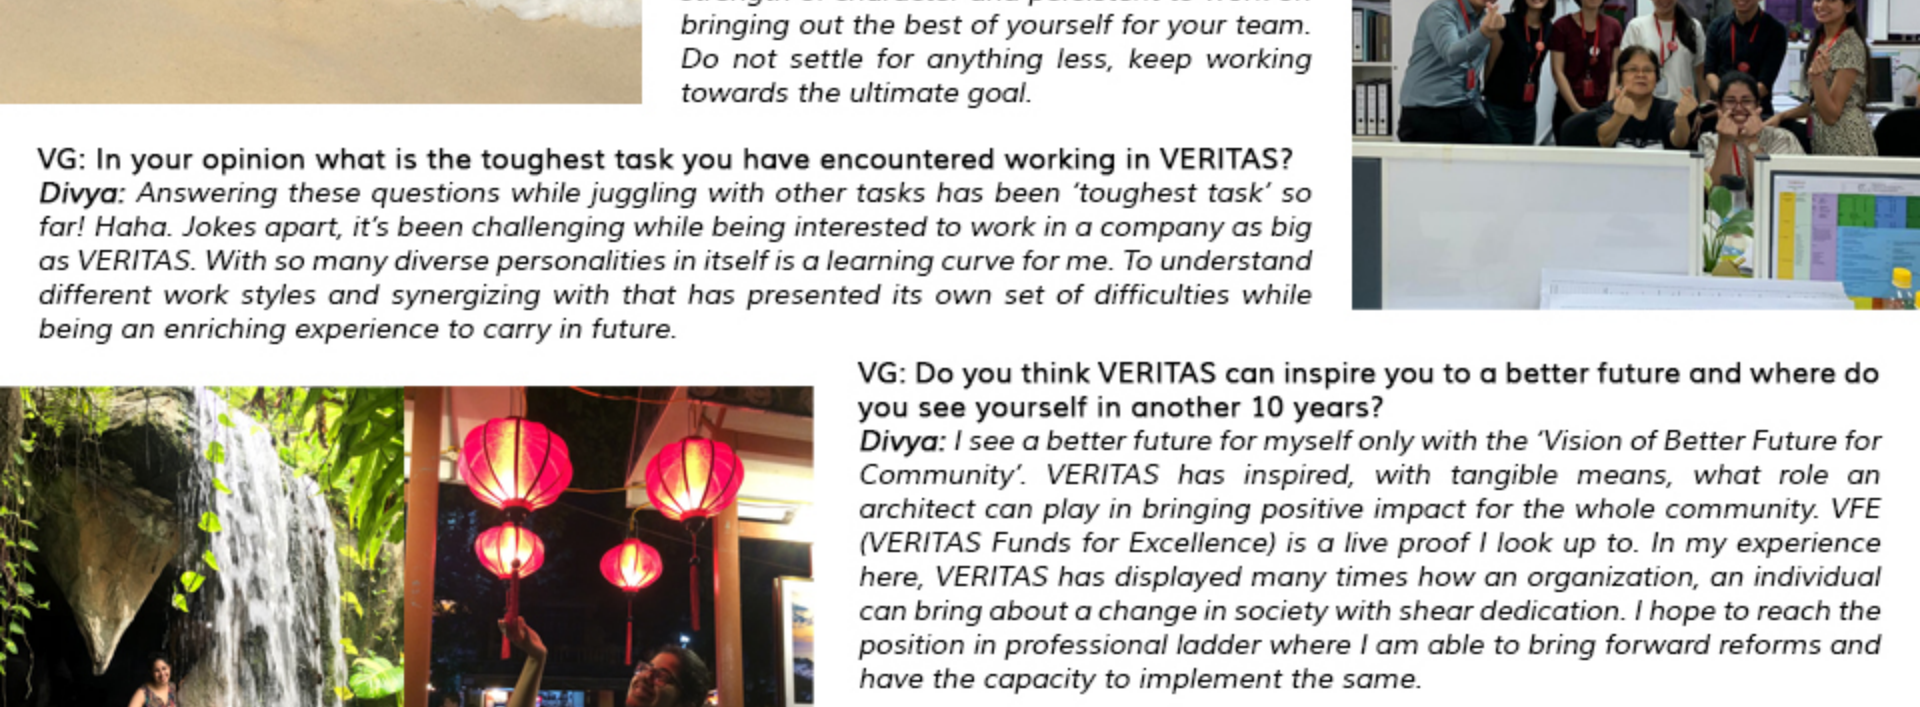 bringing out the best of yourself for your team.
Do not settle for anything less, keep working
towards the ultimate goal.
VG: In your opinion what is the toughest task you have encountered working in VERITAS?
Divya: Answering these questions while juggling with other tasks has been ‘toughest task’ so
far! Haha. Jokes apart, it’s been challenging while being interested to work in a company as big
as VERITAS. With so many diverse personalities in itself is a learning curve for me. To understand
different work styles and synergizing with that has presented its own set of difficulties while
being an enriching experience to carry in future.
VG: Do you think VERITAS can inspire you to a better future and where do
you see yourself in another 10 years?
Divya: I see a better future for myself only with the ‘Vision of Better Future for
Community’. VERITAS has inspired, with tangible means, what role an
architect can play in bringing positive impact for the whole community. VFE
(VERITAS Funds for Excellence) is a live proof I look up to. In my experience
here, VERITAS has displayed many times how an organization, an individual
can bring about a change in society with shear dedication. I hope to reach the
position in professional ladder where I am able to bring forward reforms and
have the capacity to implement the same.